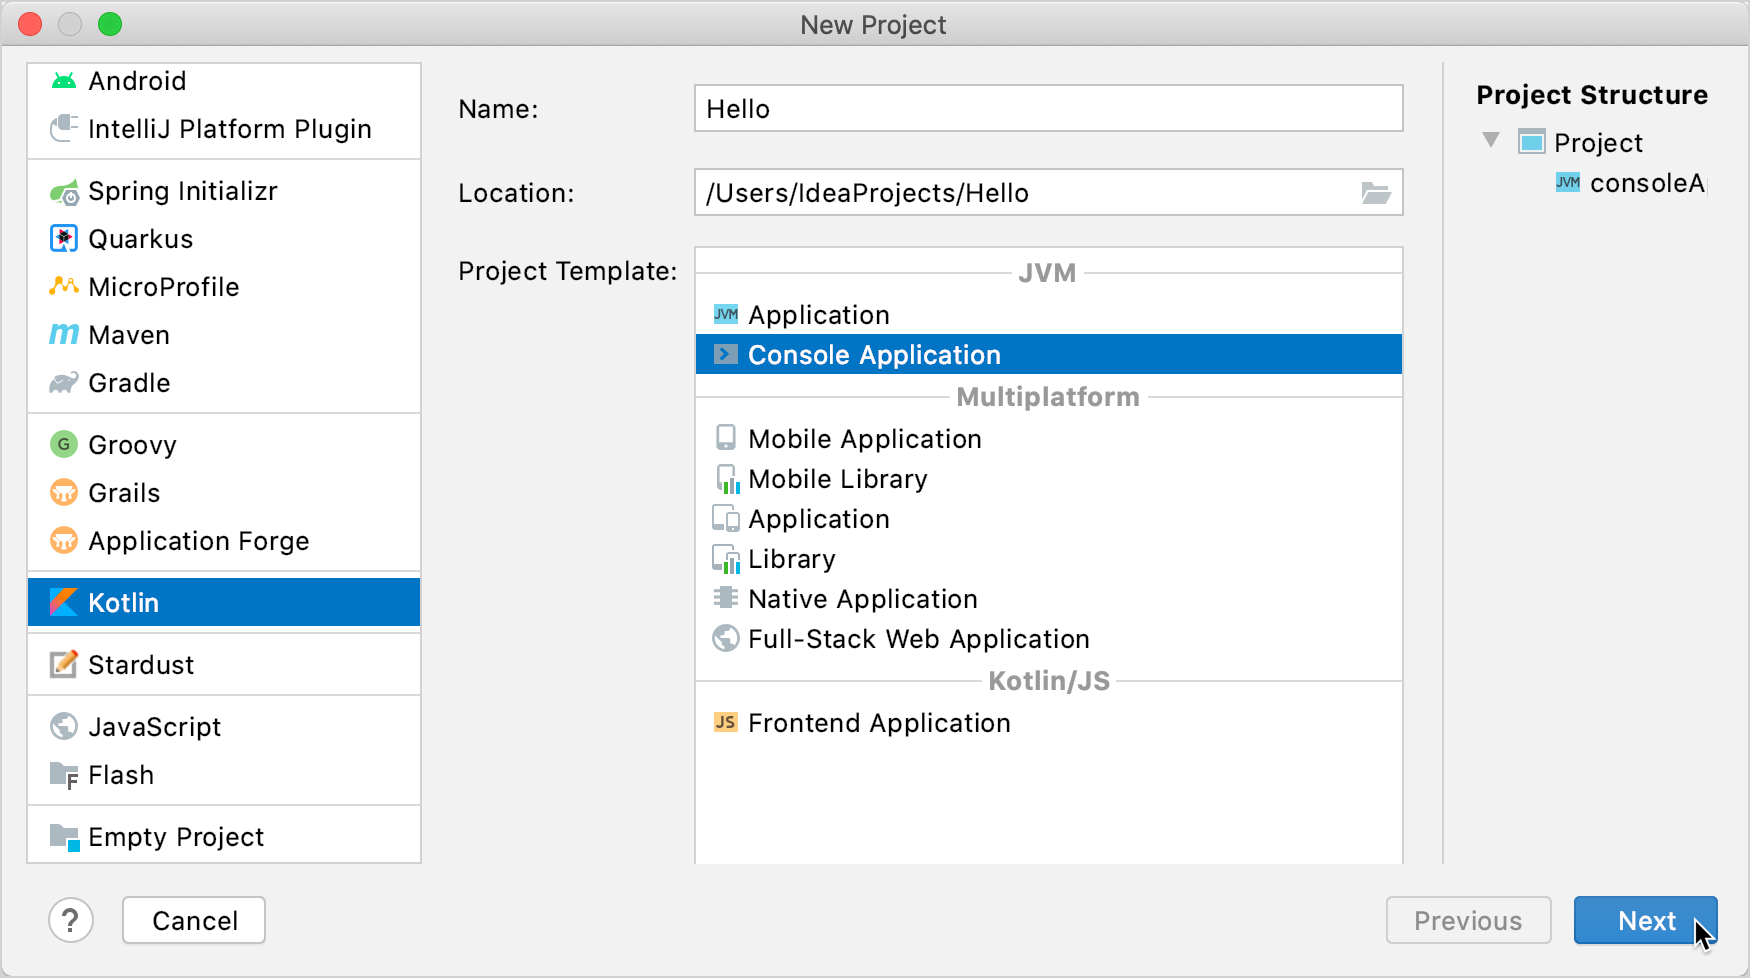 New Project
Android
IntelliJ Platform Plugin
Spring Initializr
Quarkus
MicroProfile
Maven
Gradle
G Groovy
Grails
Application Forge
Kotlin
Stardust
JavaScript
F Flash
Empty Project
Name: Hello
Location: /Users/IdeaProjects/Hello
Project Template:
JVM
JVM Application
Console Application
Multiplatform
Mobile Application
Mobile Library
Application
Library
Native Application
Full-Stack Web Application
Kotlin/JS
JS Frontend Application
Project Structure
Project
JVM consoleA
? Cancel
Previous Next